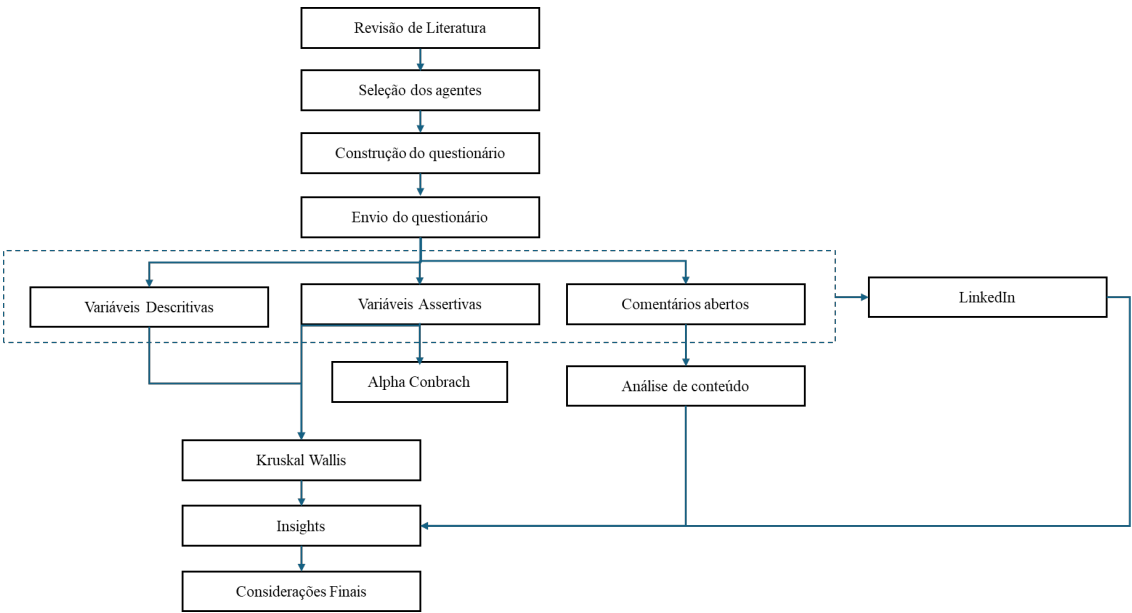 Revisão de Literatura
Seleção dos agentes
Construção do questionário
Envio do questionário
Variáveis Descritivas
Variáveis Assertivas
Comentários abertos
LinkedIn
Alpha Conbrach
Análise de conteúdo
Kruskal Wallis
Insights
Considerações Finais